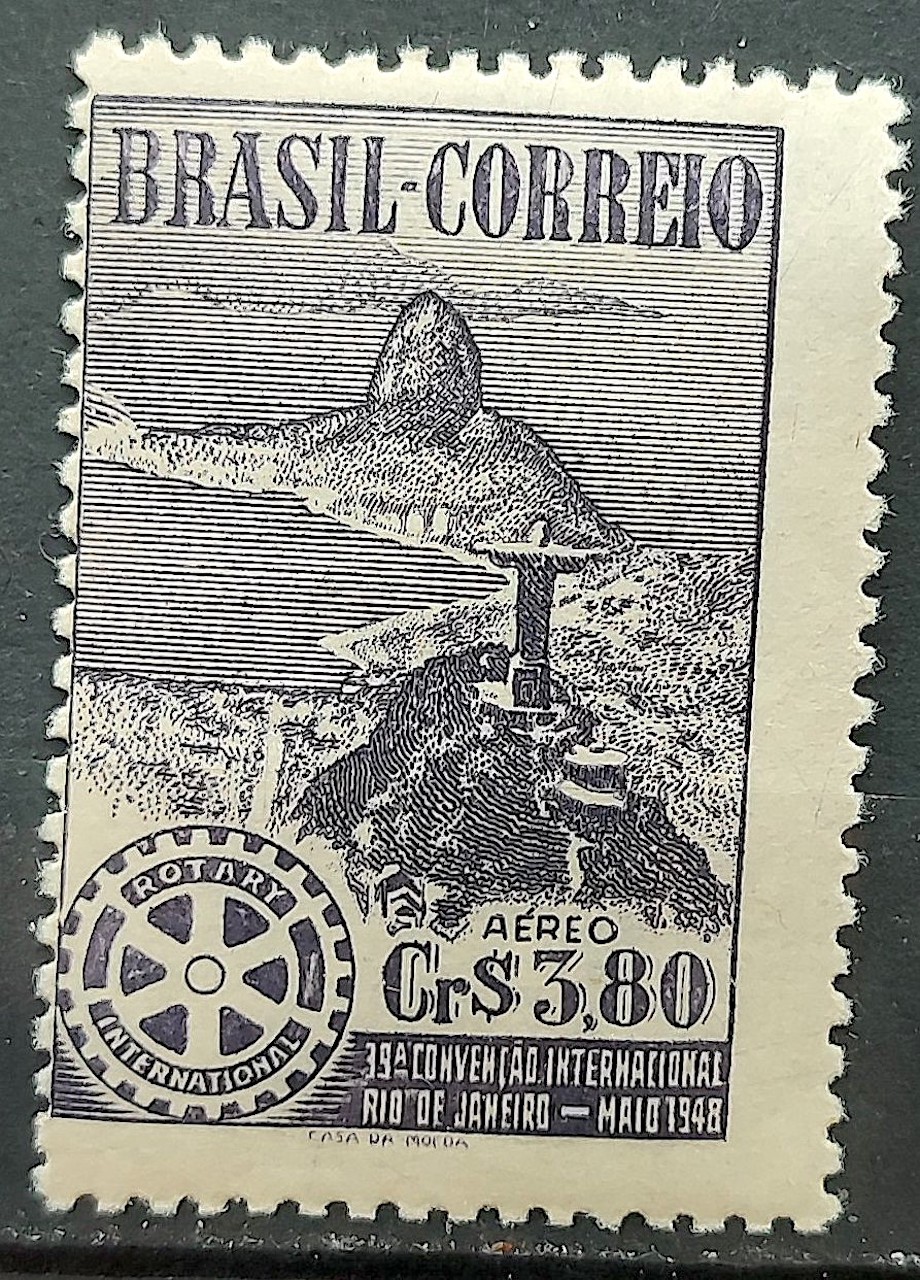 BRASIL-CORREIO
ROTARY
INTERNATIONAL
AÉREO
Cr$ 3,80
39ª CONVENÇÃO INTERNACIONAL
RIO DE JANEIRO — MAIO 1948
CASA DA MOEDA